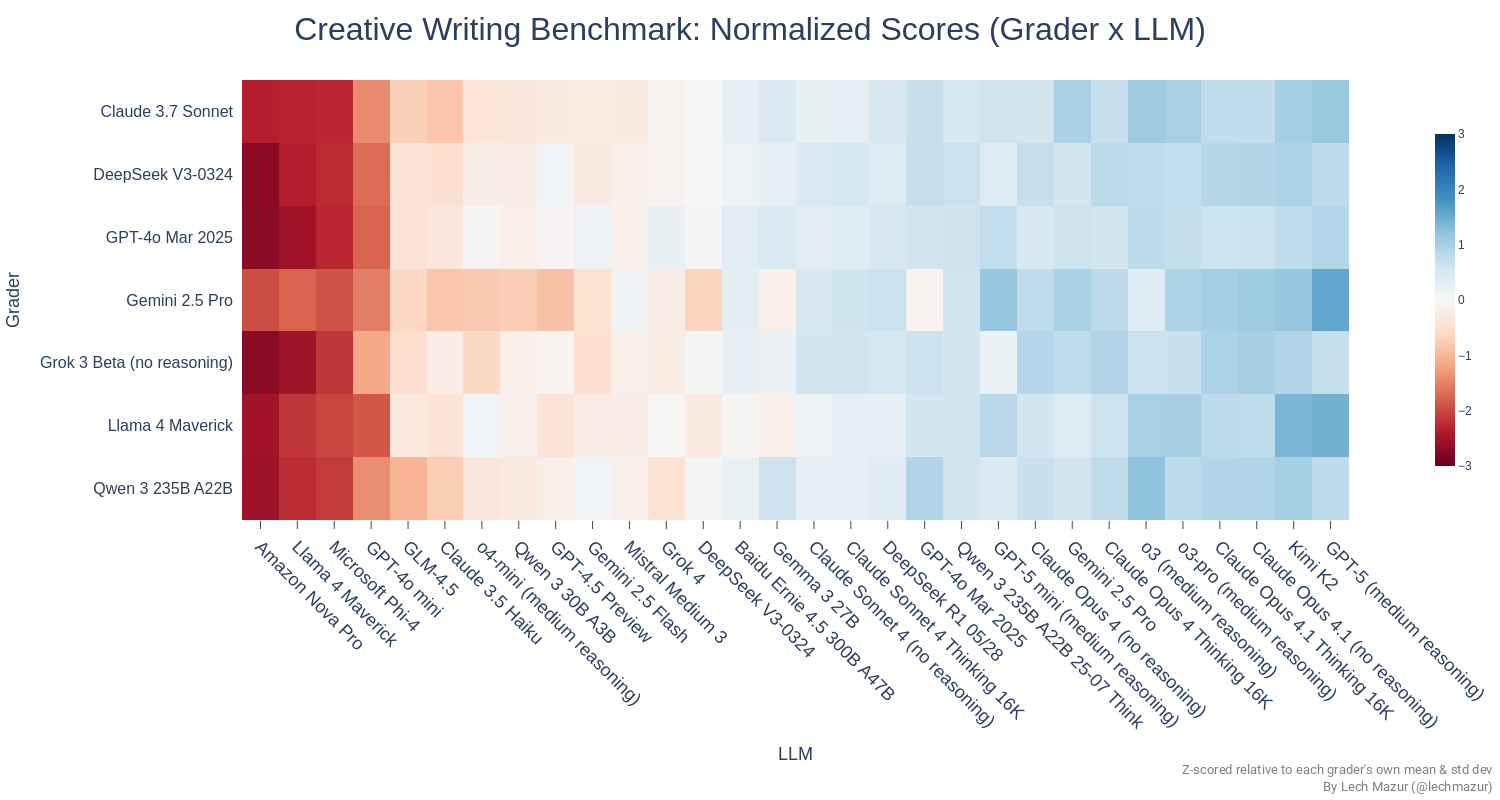 Creative Writing Benchmark: Normalized Scores (Grader x LLM)
Grader
Claude 3.7 Sonnet
DeepSeek V3-0324
GPT-4o Mar 2025
Gemini 2.5 Pro
Grok 3 Beta (no reasoning)
Llama 4 Maverick
Qwen 3 235B A22B
3
2
1
0
−1
−2
−3
Amazon Nova Pro
Llama 4 Maverick
Microsoft Phi-4
GPT-4o mini
GLM-4.5
Claude 3.5 Haiku
o4-mini (medium reasoning)
Qwen 3 30B A3B
GPT-4.5 Preview
Gemini 2.5 Flash
Mistral Medium 3
Grok 4
DeepSeek V3-0324
Baidu Ernie 4.5 300B A47B
Gemma 3 27B
Claude Sonnet 4 (no reasoning)
Claude Sonnet 4 Thinking 16K
DeepSeek R1 05/28
GPT-4o Mar 2025
Qwen 3 235B A22B 25-07 Think
GPT-5 mini (medium reasoning)
Claude Opus 4 (no reasoning)
Gemini 2.5 Pro
Claude Opus 4 Thinking 16K
o3 (medium reasoning)
o3-pro (medium reasoning)
Claude Opus 4.1 Thinking 16K
Claude Opus 4.1 (no reasoning)
Kimi K2
GPT-5 (medium reasoning)
LLM
Z-scored relative to each grader's own mean & std dev
By Lech Mazur (@lechmazur)